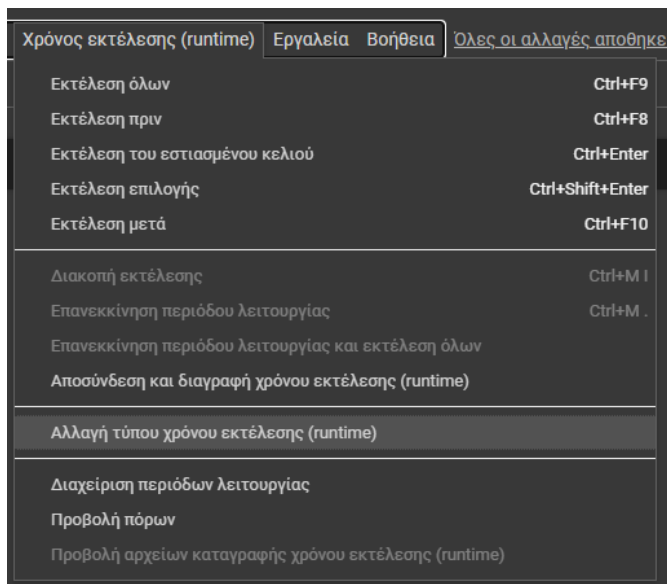 Χρόνος εκτέλεσης (runtime) Εργαλεία Βοήθεια Όλες οι αλλαγές
Εκτέλεση όλων Ctrl+F9
Εκτέλεση πριν Ctrl+F8
Εκτέλεση του εστιασμένου κελιού Ctrl+Enter
Εκτέλεση επιλογής Ctrl+Shift+Enter
Εκτέλεση μετά Ctrl+F10
Διακοπή εκτέλεσης Ctrl+M I
Επανεκκίνηση περιόδου λειτουργίας Ctrl+M .
Επανεκκίνηση περιόδου λειτουργίας και εκτέλεση όλων
Αποσύνδεση και διαγραφή χρόνου εκτέλεσης (runtime)
Αλλαγή τύπου χρόνου εκτέλεσης (runtime)
Διαχείριση περιόδων λειτουργίας
Προβολή πόρων
Προβολή αρχείων καταγραφής χρόνου εκτέλεσης (runtime)